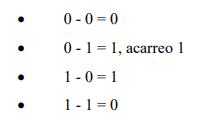 • 0 - 0 = 0
• 0 - 1 = 1, acarreo 1
• 1 - 0 = 1
• 1 - 1 = 0